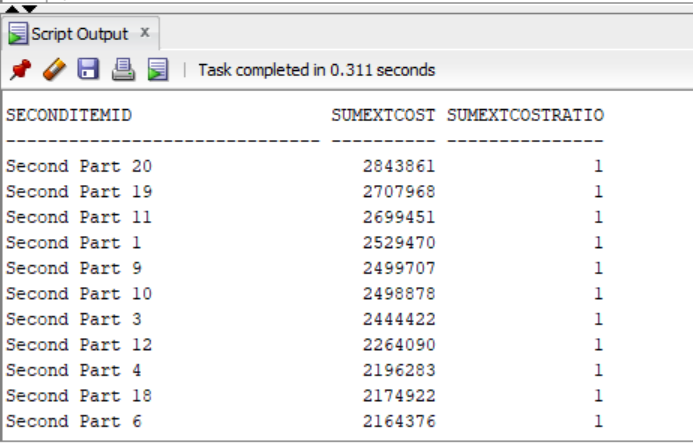 Script Output x
Task completed in 0.311 seconds
SECONDITEMID SUMEXTCOST SUMEXTCOSTRATIO
------------------------------ ---------- ---------------
Second Part 20 2843861 1
Second Part 19 2707968 1
Second Part 11 2699451 1
Second Part 1 2529470 1
Second Part 9 2499707 1
Second Part 10 2498878 1
Second Part 3 2444422 1
Second Part 12 2264090 1
Second Part 4 2196283 1
Second Part 18 2174922 1
Second Part 6 2164376 1